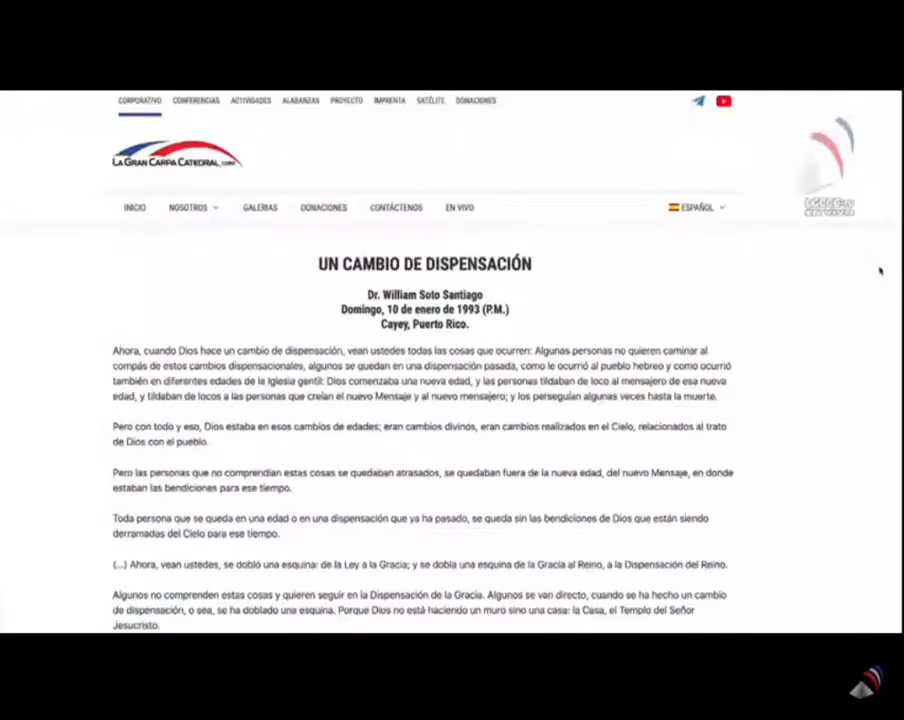 CORPORATIVO CONFERENCIAS ACTIVIDADES ALABANZAS PROYECTO IMPRENTA SATÉLITE DONACIONES
LA GRAN CARPA CATEDRAL.COM
INICIO NOSOTROS GALERIAS DONACIONES CONTÁCTENOS EN VIVO ESPAÑOL
UN CAMBIO DE DISPENSACIÓN
Dr. William Soto Santiago
Domingo, 10 de enero de 1993 (P.M.)
Cayey, Puerto Rico.
Ahora, cuando Dios hace un cambio de dispensación, vean ustedes todas las cosas que ocurren: Algunas personas no quieren caminar al
compás de estos cambios dispensacionales, algunos se quedan en una dispensación pasada, como le ocurrió al pueblo hebreo y como ocurrió
también en diferentes edades de la Iglesia gentil: Dios comenzaba una nueva edad, y las personas tildaban de loco al mensajero de esa nueva
edad, y tildaban de locos a las personas que creían el nuevo Mensaje y al nuevo mensajero; y los perseguían algunas veces hasta la muerte.
Pero con todo y eso, Dios estaba en esos cambios de edades; eran cambios divinos, eran cambios realizados en el Cielo, relacionados al trato
de Dios con el pueblo.
Pero las personas que no comprendían estas cosas se quedaban atrasados, se quedaban fuera de la nueva edad, del nuevo Mensaje, en donde
estaban las bendiciones para ese tiempo.
Toda persona que se queda en una edad o en una dispensación que ya ha pasado, se queda sin las bendiciones de Dios que están siendo
derramadas del Cielo para ese tiempo.
(...) Ahora, vean ustedes, se dobló una esquina: de la Ley a la Gracia; y se dobla una esquina de la Gracia al Reino, a la Dispensación del Reino.
Algunos no comprenden estas cosas y quieren seguir en la Dispensación de la Gracia. Algunos se van directo, cuando se ha hecho un cambio
de dispensación, o sea, se ha doblado una esquina. Porque Dios no está haciendo un muro sino una casa: la Casa, el Templo del Señor
Jesucristo.